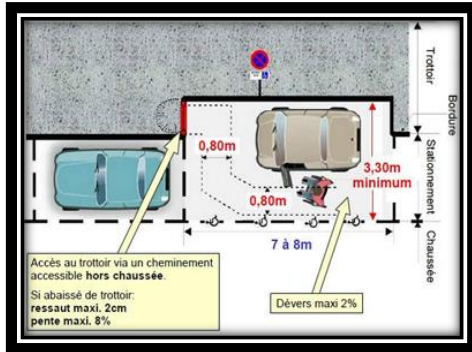 Trottoir
Bordure
Stationnement
Chaussée
0,80m
3,30m
minimum
0,80m
7 à 8m
Accès au trottoir via un cheminement
accessible hors chaussée.
Si abaissé de trottoir:
ressaut maxi. 2cm
pente maxi. 8%
Dévers maxi 2%